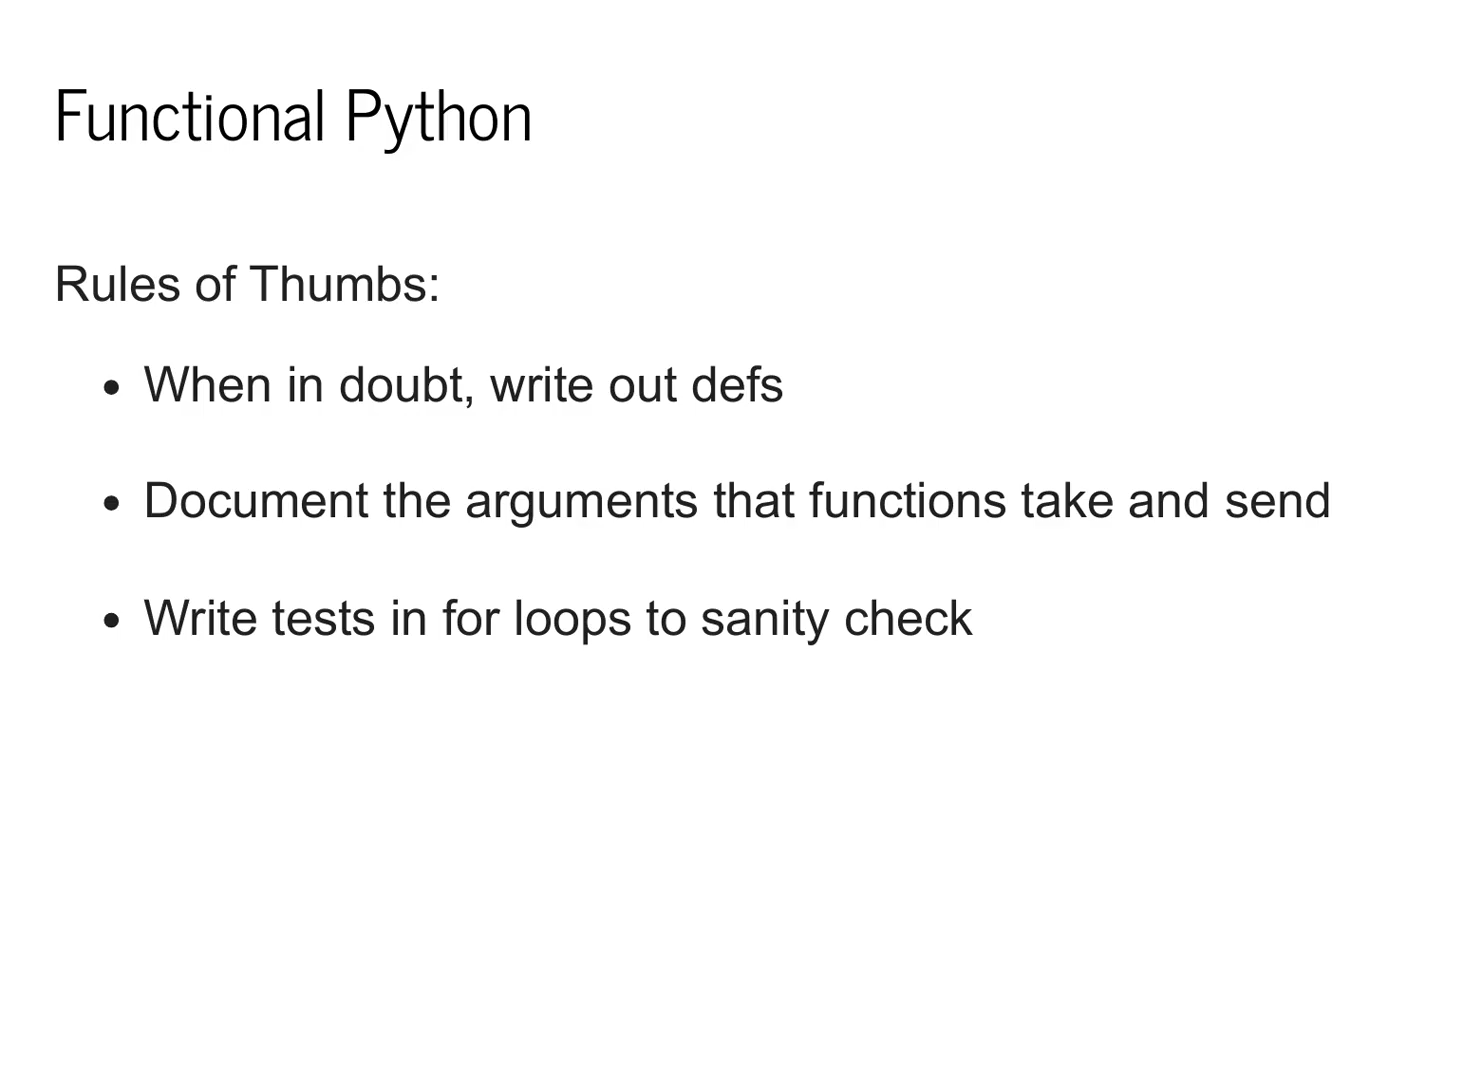 Functional Python
Rules of Thumbs:
• When in doubt, write out defs
• Document the arguments that functions take and send
• Write tests in for loops to sanity check